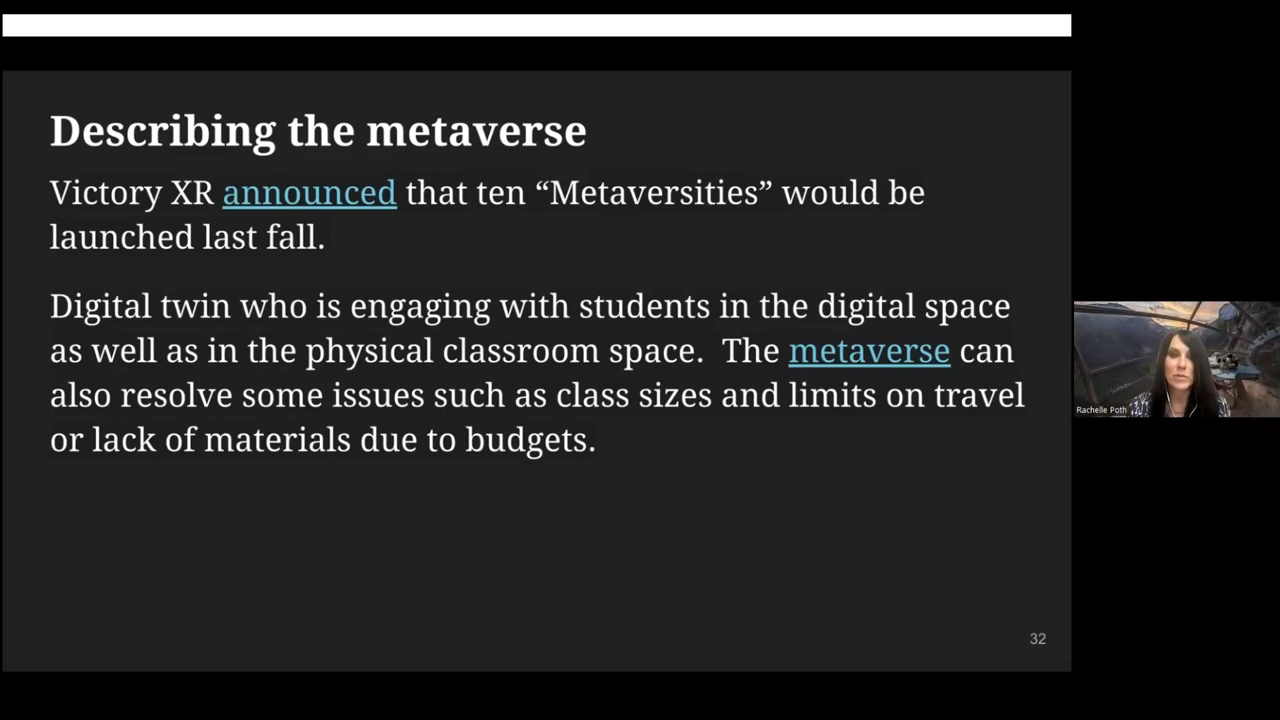 Describing the metaverse
Victory XR announced that ten “Metaversities” would be
launched last fall.
Digital twin who is engaging with students in the digital space
as well as in the physical classroom space.  The metaverse can
also resolve some issues such as class sizes and limits on travel
or lack of materials due to budgets.
32
Rachelle Poth